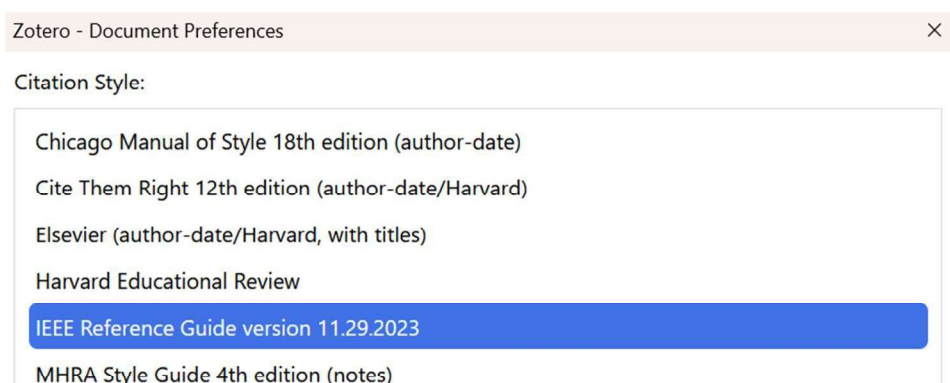 Zotero - Document Preferences
Citation Style:
Chicago Manual of Style 18th edition (author-date)
Cite Them Right 12th edition (author-date/Harvard)
Elsevier (author-date/Harvard, with titles)
Harvard Educational Review
IEEE Reference Guide version 11.29.2023
MHRA Style Guide 4th edition (notes)